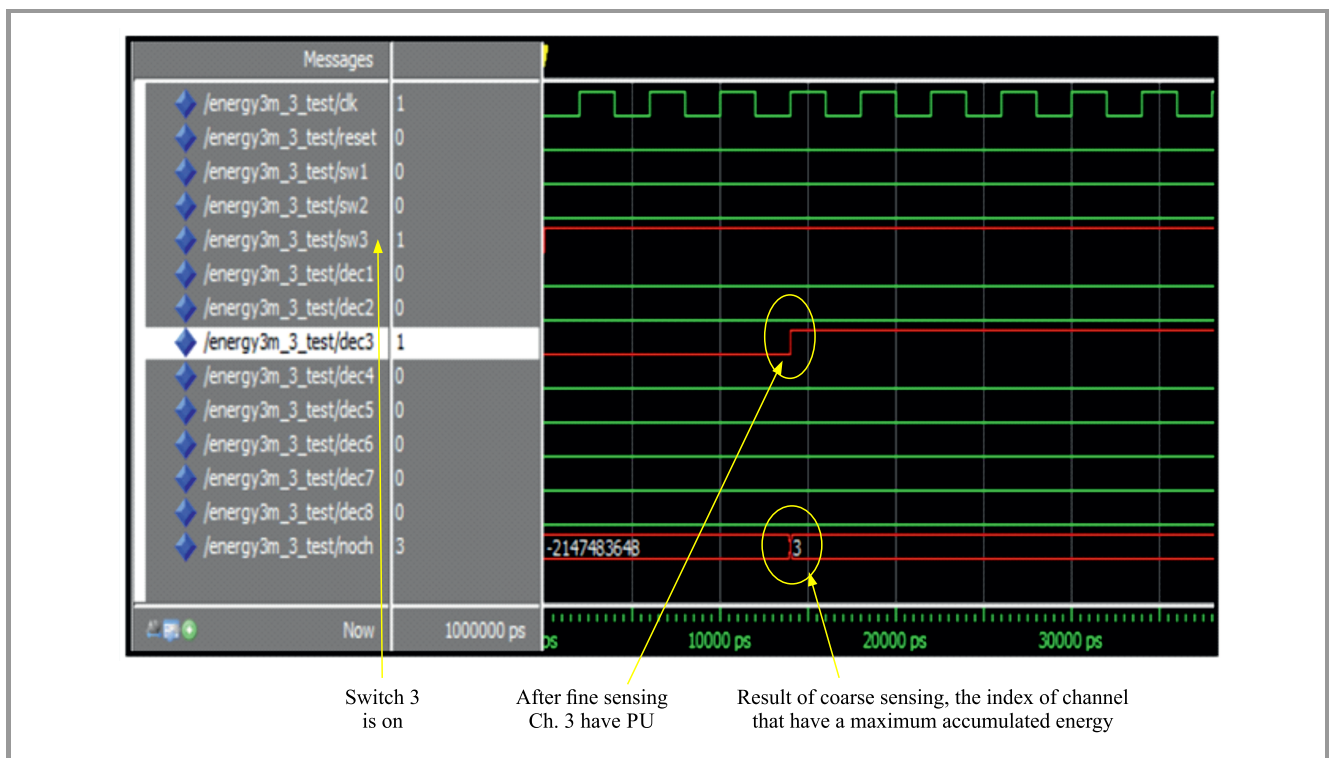 Messages
/energy3m_3_test/clk 1
/energy3m_3_test/reset 0
/energy3m_3_test/sw1 0
/energy3m_3_test/sw2 0
/energy3m_3_test/sw3 1
/energy3m_3_test/dec1 0
/energy3m_3_test/dec2 0
/energy3m_3_test/dec3 1
/energy3m_3_test/dec4 0
/energy3m_3_test/dec5 0
/energy3m_3_test/dec6 0
/energy3m_3_test/dec7 0
/energy3m_3_test/dec8 0
/energy3m_3_test/noch 3 -2147483648 3
Now 1000000 ps ps 10000 ps 20000 ps 30000 ps
Switch 3
is on
After fine sensing
Ch. 3 have PU
Result of coarse sensing, the index of channel
that have a maximum accumulated energy